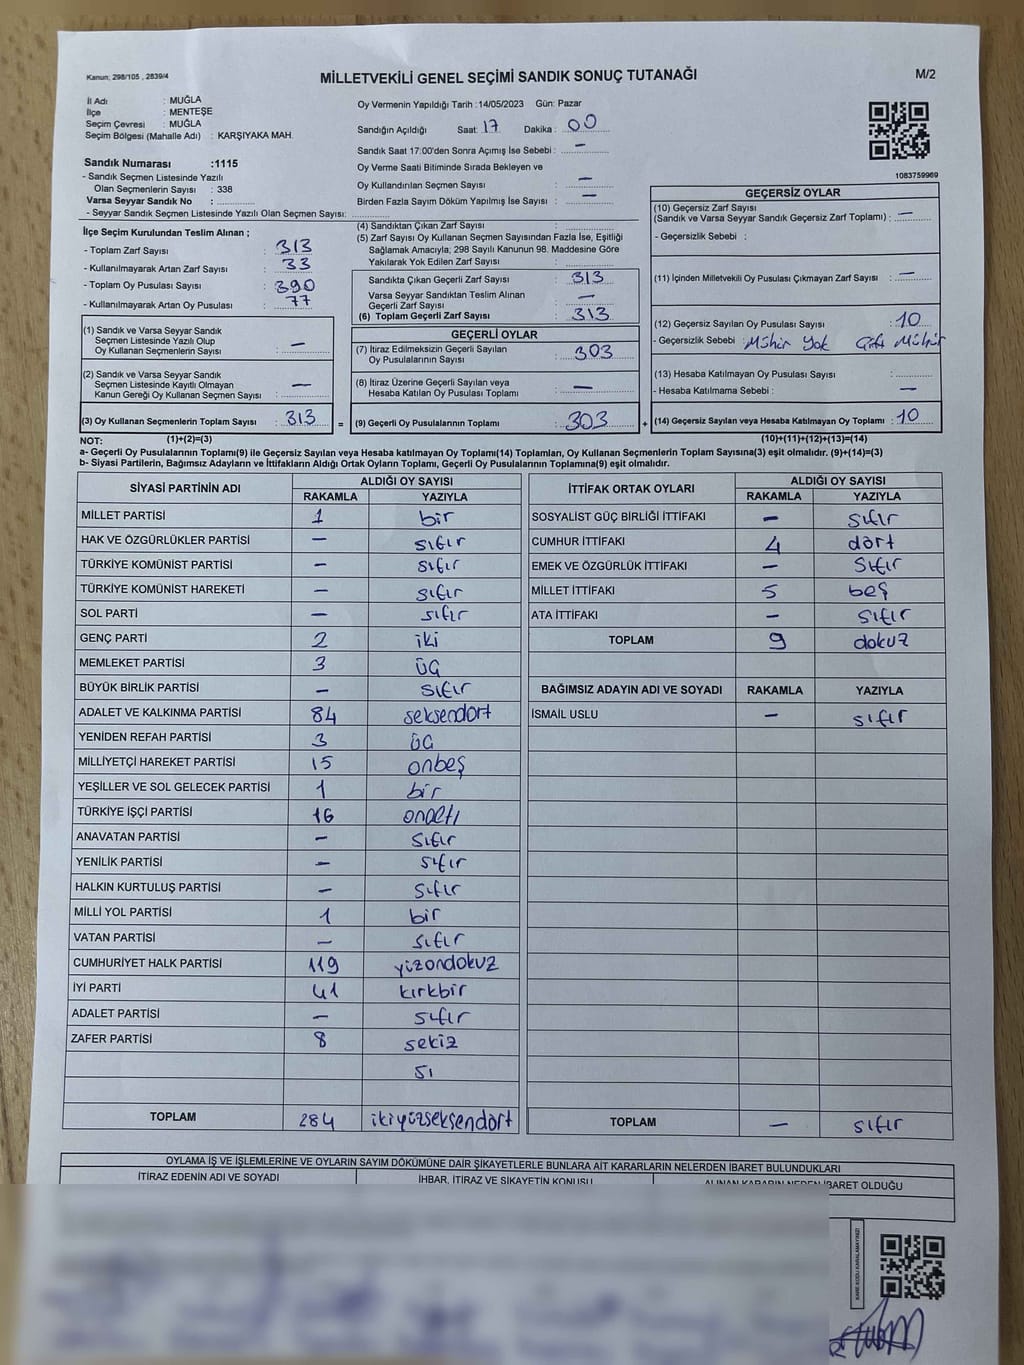 Kanun; 298/105 , 2839/4
MİLLETVEKİLİ GENEL SEÇİMİ SANDIK SONUÇ TUTANAĞI
M/2
İl Adı : MUĞLA
İlçe : MENTEŞE
Seçim Çevresi : MUĞLA
Seçim Bölgesi (Mahalle Adı) : KARŞIYAKA MAH.
Sandık Numarası :1115
- Sandık Seçmen Listesinde Yazılı
Olan Seçmenlerin Sayısı : 338
Varsa Seyyar Sandık No :
- Seyyar Sandık Seçmen Listesinde Yazılı Olan Seçmen Sayısı:
Oy Vermenin Yapıldığı Tarih :14/05/2023 Gün: Pazar
Sandığın Açıldığı Saat: 17 Dakika : 00
Sandık Saat 17:00'den Sonra Açımış İse Sebebi : -
Oy Verme Saati Bitiminde Sırada Bekleyen ve
Oy Kullandırılan Seçmen Sayısı -
Birden Fazla Sayım Döküm Yapılmış İse Sayısı : -
1083759969
İlçe Seçim Kurulundan Teslim Alınan ;
- Toplam Zarf Sayısı : 313
- Kullanılmayarak Artan Zarf Sayısı : 33
- Toplam Oy Pusulası Sayısı : 390
- Kullanılmayarak Artan Oy Pusulası : 77
(1) Sandık ve Varsa Seyyar Sandık
Seçmen Listesinde Yazılı Olup
Oy Kullanan Seçmenlerin Sayısı : -
(2) Sandık ve Varsa Seyyar Sandık
Seçmen Listesinde Kayıtlı Olmayan
Kanun Gereği Oy Kullanan Seçmen Sayısı : -
(3) Oy Kullanan Seçmenlerin Toplam Sayısı : 313
(4) Sandıktan Çıkan Zarf Sayısı :
(5) Zarf Sayısı Oy Kullanan Seçmen Sayısından Fazla İse, Eşitliği
Sağlamak Amacıyla, 298 Sayılı Kanunun 98. Maddesine Göre
Yakılarak Yok Edilen Zarf Sayısı :
Sandıkta Çıkan Geçerli Zarf Sayısı : 313
Varsa Seyyar Sandıktan Teslim Alınan
Geçerli Zarf Sayısı : -
(6) Toplam Geçerli Zarf Sayısı : 313
GEÇERLİ OYLAR
(7) İtiraz Edilmeksizin Geçerli Sayılan
Oy Pusulalarının Sayısı : 303
(8) İtiraz Üzerine Geçerli Sayılan veya
Hesaba Katılan Oy Pusulası Toplamı : -
= (9) Geçerli Oy Pusulalarının Toplamı : 303
GEÇERSİZ OYLAR
(10) Geçersiz Zarf Sayısı
(Sandık ve Varsa Seyyar Sandık Geçersiz Zarf Toplamı) : -
- Geçersizlik Sebebi :
(11) İçinden Milletvekili Oy Pusulası Çıkmayan Zarf Sayısı : -
(12) Geçersiz Sayılan Oy Pusulası Sayısı : 10
- Geçersizlik Sebebi : Mühür Yok Çift Mühür
(13) Hesaba Katılmayan Oy Pusulası Sayısı :
- Hesaba Katılmama Sebebi : -
+ (14) Geçersiz Sayılan veya Hesaba Katılmayan Oy Toplamı : 10
NOT: (1)+(2)=(3)
(10)+(11)+(12)+(13)=(14)
a- Geçerli Oy Pusulalarının Toplamı(9) ile Geçersiz Sayılan veya Hesaba katılmayan Oy Toplamı(14) Toplamları, Oy Kullanan Seçmenlerin Toplam Sayısına(3) eşit olmalıdır. (9)+(14)=(3)
b- Siyasi Partilerin, Bağımsız Adayların ve İttifakların Aldığı Ortak Oyların Toplamı, Geçerli Oy Pusulalarının Toplamına(9) eşit olmalıdır.
SİYASİ PARTİNİN ADI ALDIĞI OY SAYISI
RAKAMLA YAZIYLA
MİLLET PARTİSİ 1 bir
HAK VE ÖZGÜRLÜKLER PARTİSİ - sıfır
TÜRKİYE KOMÜNİST PARTİSİ - sıfır
TÜRKİYE KOMÜNİST HAREKETİ - sıfır
SOL PARTİ - sıfır
GENÇ PARTİ 2 iki
MEMLEKET PARTİSİ 3 üç
BÜYÜK BİRLİK PARTİSİ - sıfır
ADALET VE KALKINMA PARTİSİ 84 seksendört
YENİDEN REFAH PARTİSİ 3 üç
MİLLİYETÇİ HAREKET PARTİSİ 15 onbeş
YEŞİLLER VE SOL GELECEK PARTİSİ 1 bir
TÜRKİYE İŞÇİ PARTİSİ 16 onaltı
ANAVATAN PARTİSİ - sıfır
YENİLİK PARTİSİ - sıfır
HALKIN KURTULUŞ PARTİSİ - sıfır
MİLLİ YOL PARTİSİ 1 bir
VATAN PARTİSİ - sıfır
CUMHURİYET HALK PARTİSİ 119 yüzondokuz
İYİ PARTİ 41 kırkbir
ADALET PARTİSİ - sıfır
ZAFER PARTİSİ 8 sekiz
sı
TOPLAM 284 ikiyüzseksendört
İTTİFAK ORTAK OYLARI ALDIĞI OY SAYISI
RAKAMLA YAZIYLA
SOSYALİST GÜÇ BİRLİĞİ İTTİFAKI - sıfır
CUMHUR İTTİFAKI 4 dört
EMEK VE ÖZGÜRLÜK İTTİFAKI - sıfır
MİLLET İTTİFAKI 5 beş
ATA İTTİFAKI - sıfır
TOPLAM 9 dokuz
BAĞIMSIZ ADAYIN ADI VE SOYADI RAKAMLA YAZIYLA
İSMAİL USLU - sıfır
TOPLAM - sıfır
OYLAMA İŞ VE İŞLEMLERİNE VE OYLARIN SAYIM DÖKÜMÜNE DAİR ŞİKAYETLERLE BUNLARA AİT KARARLARIN NELERDEN İBARET BULUNDUKLARI
İTİRAZ EDENİN ADI VE SOYADI İHBAR, İTİRAZ VE ŞİKAYETİN KONUSU ALINAN KARARIN NEDEN İBARET OLDUĞU
KARE KODU KARALAMAYINIZ!